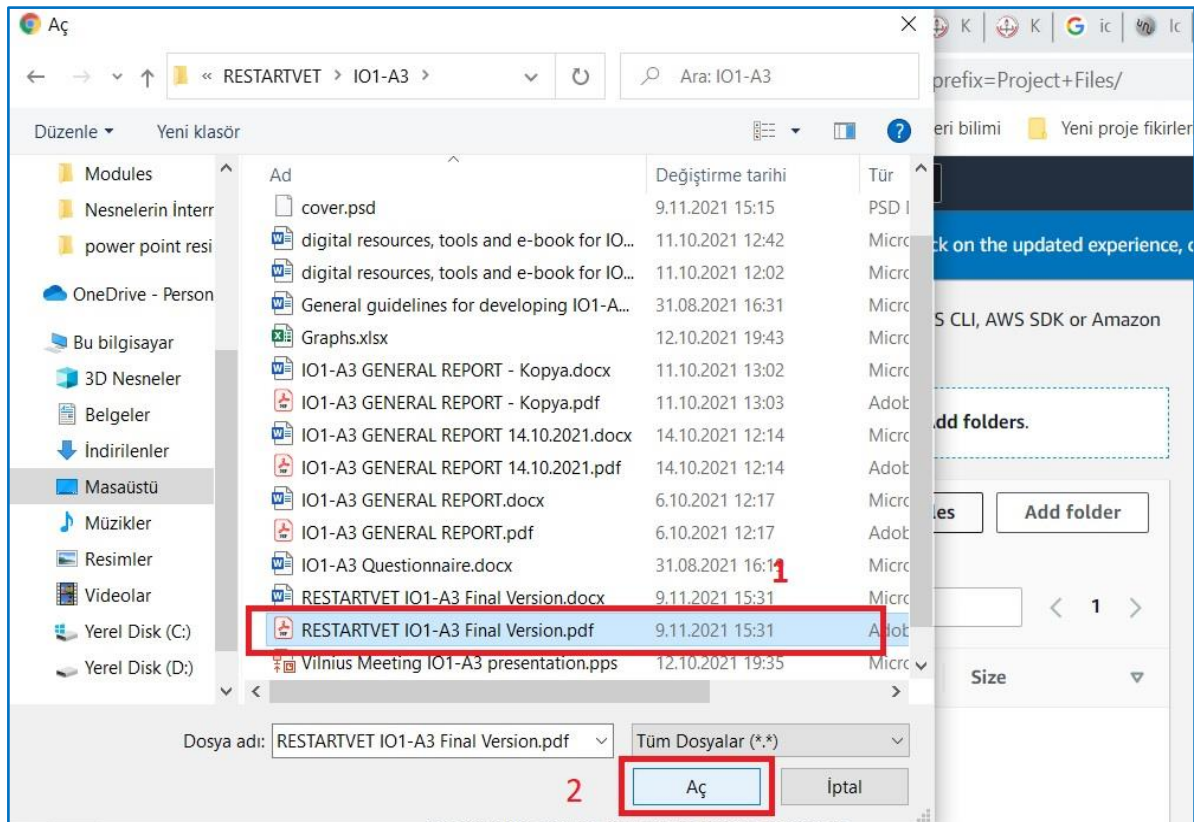 Aç
K K ic Ic
« RESTARTVET > IO1-A3 >
Ara: IO1-A3
prefix=Project+Files/
Düzenle Yeni klasör
eri bilimi Yeni proje fikirler
Modules
Nesnelerin İnterr
power point resi
OneDrive - Person
Bu bilgisayar
3D Nesneler
Belgeler
İndirilenler
Masaüstü
Müzikler
Resimler
Videolar
Yerel Disk (C:)
Yerel Disk (D:)
Ad Değiştirme tarihi Tür
cover.psd 9.11.2021 15:15 PSD
digital resources, tools and e-book for IO... 11.10.2021 12:42 Micro
digital resources, tools and e-book for IO... 11.10.2021 12:02 Micro
General guidelines for developing IO1-A... 31.08.2021 16:31 Micro
Graphs.xlsx 12.10.2021 19:43 Micro
IO1-A3 GENERAL REPORT - Kopya.docx 11.10.2021 13:02 Micro
IO1-A3 GENERAL REPORT - Kopya.pdf 11.10.2021 13:03 Adob
IO1-A3 GENERAL REPORT 14.10.2021.docx 14.10.2021 12:14 Micro
IO1-A3 GENERAL REPORT 14.10.2021.pdf 14.10.2021 12:14 Adob
IO1-A3 GENERAL REPORT.docx 6.10.2021 12:17 Micro
IO1-A3 GENERAL REPORT.pdf 6.10.2021 12:17 Adob
IO1-A3 Questionnaire.docx 31.08.2021 Micro
1
RESTARTVET IO1-A3 Final Version.docx 9.11.2021 15:31 Micro
RESTARTVET IO1-A3 Final Version.pdf 9.11.2021 15:31 Adob
Vilnius Meeting IO1-A3 presentation.pps 12.10.2021 19:35 Micro
Dosya adı: RESTARTVET IO1-A3 Final Version.pdf Tüm Dosyalar (*.*)
2 Aç İptal
ck on the updated experience, c
S CLI, AWS SDK or Amazon
dd folders.
les Add folder
1
Size